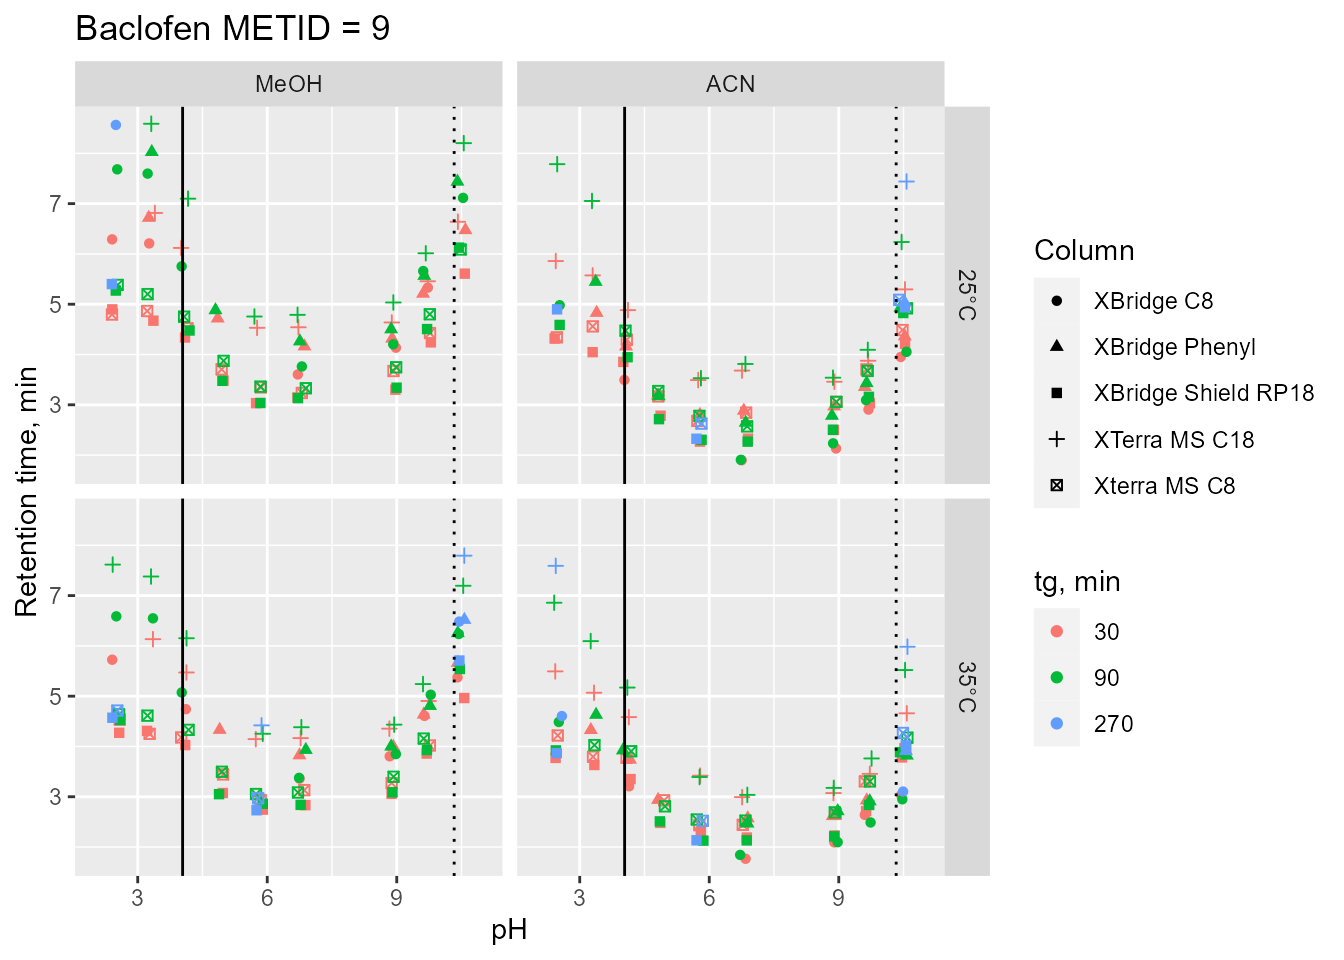 Baclofen METID = 9
MeOH
ACN
7
5
3
25°C
7
5
3
35°C
3
6
9
3
6
9
pH
Retention time, min
Column
XBridge C8
XBridge Phenyl
XBridge Shield RP18
XTerra MS C18
Xterra MS C8
tg, min
30
90
270